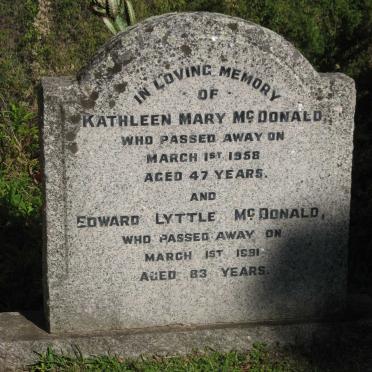 IN LOVING MEMORY
- OF -
KATHLEEN MARY McDONALD,
WHO PASSED AWAY ON
MARCH 1ST 1958
AGED 47 YEARS.
AND
EDWARD LYTTLE McDONALD,
WHO PASSED AWAY ON
MARCH 1ST 1991
AGED 83 YEARS.